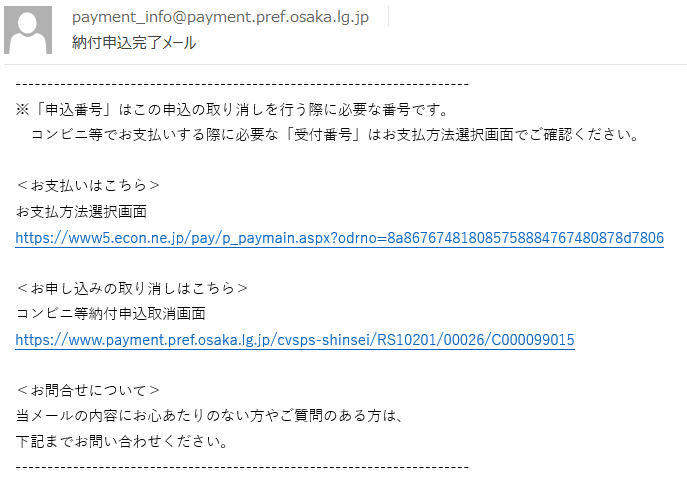 payment_info@payment.pref.osaka.lg.jp
納付申込完了メール
----------------------------------------------------------------------
※「申込番号」はこの申込の取り消しを行う際に必要な番号です。
コンビニ等でお支払いする際に必要な「受付番号」はお支払方法選択画面でご確認ください。
＜お支払いはこちら＞
お支払方法選択画面
https://www5.econ.ne.jp/pay/p_paymain.aspx?odrno=8a8676748180857588847674808​78d7806
＜お申し込みの取り消しはこちら＞
コンビニ等納付申込取消画面
https://www.payment.pref.osaka.lg.jp/cvsps-shinsei/RS10201/00026/C000099015
＜お問合せについて＞
当メールの内容にお心あたりのない方やご質問のある方は、
下記までお問い合わせください。
----------------------------------------------------------------------